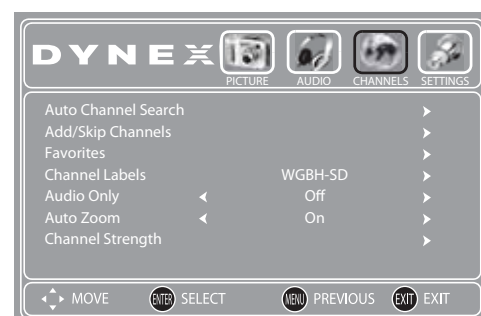 DYNEX
PICTURE AUDIO CHANNELS SETTINGS
Auto Channel Search
Add/Skip Channels
Favorites
Channel Labels WGBH-SD
Audio Only Off
Auto Zoom On
Channel Strength
MOVE ENTER SELECT MENU PREVIOUS EXIT EXIT